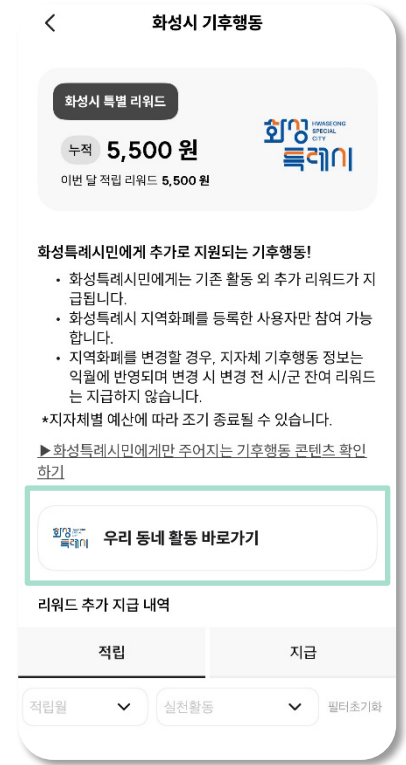 화성시 기후행동
화성시 특별 리워드
누적 5,500 원
이번 달 적립 리워드 5,500 원
화성 HWASEONG
SPECIAL
CITY
특례시
화성특례시민에게 추가로 지원되는 기후행동!
• 화성특례시민에게는 기존 활동 외 추가 리워드가 지
급됩니다.
• 화성특례시 지역화폐를 등록한 사용자만 참여 가능
합니다.
• 지역화폐를 변경할 경우, 지자체 기후행동 정보는
익월에 반영되며 변경 시 변경 전 시/군 잔여 리워드
는 지급하지 않습니다.
*지자체별 예산에 따라 조기 종료될 수 있습니다.
▶화성특례시민에게만 주어지는 기후행동 콘텐츠 확인
하기
화성
특례시
우리 동네 활동 바로가기
리워드 추가 지급 내역
적립 지급
적립월 실천활동 필터초기화